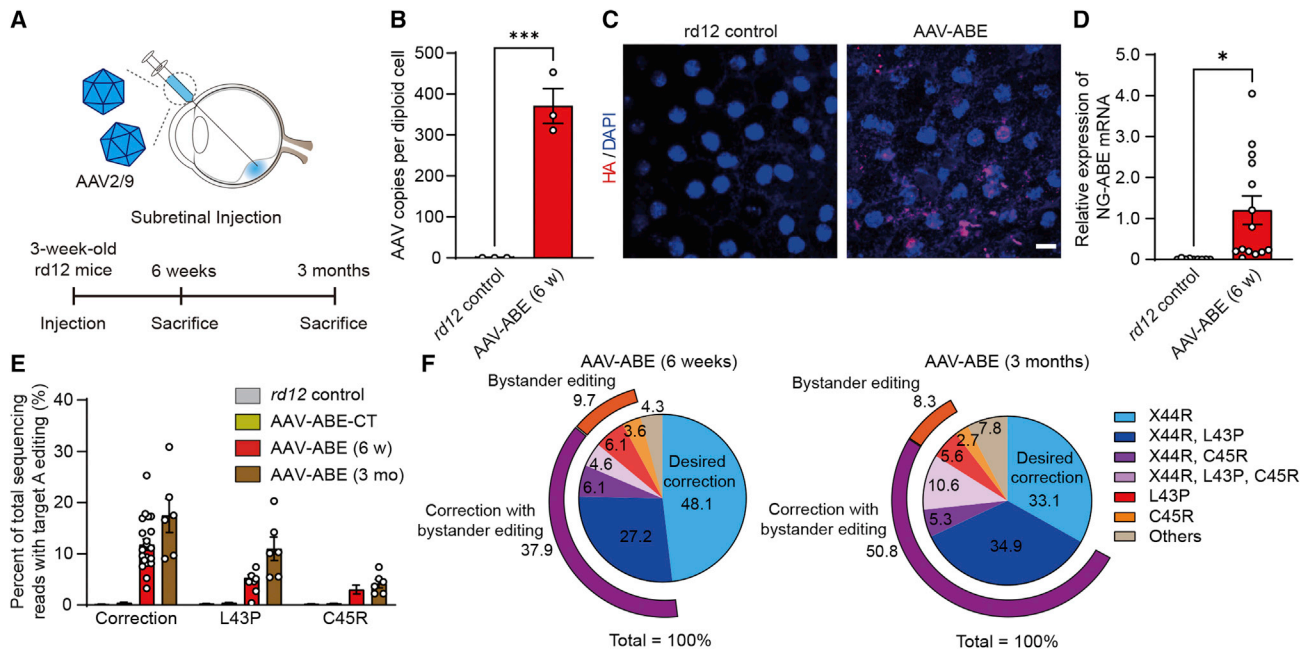 A
AAV2/9
Subretinal Injection
3-week-old
rd12 mice
6 weeks
3 months
Injection
Sacrifice
Sacrifice
B
AAV copies per diploid cell
500
400
300
200
100
0
***
rd12 control
AAV-ABE (6 w)
C
rd12 control
AAV-ABE
HA/DAPI
D
Relative expression of
NG-ABE mRNA
5.0
4.0
3.0
2.0
1.0
0
*
rd12 control
AAV-ABE (6 w)
E
Percent of total sequencing
reads with target A editing (%)
40
30
20
10
0
rd12 control
AAV-ABE-CT
AAV-ABE (6 w)
AAV-ABE (3 mo)
Correction
L43P
C45R
F
AAV-ABE (6 weeks)
Bystander editing
9.7
4.3
3.6
6.1
4.6
6.1
Desired
correction
48.1
27.2
Correction with
bystander editing
37.9
Total = 100%
AAV-ABE (3 months)
Bystander editing
8.3
7.8
2.7
5.6
10.6
5.3
Desired
correction
33.1
34.9
Correction with
bystander editing
50.8
Total = 100%
X44R
X44R, L43P
X44R, C45R
X44R, L43P, C45R
L43P
C45R
Others